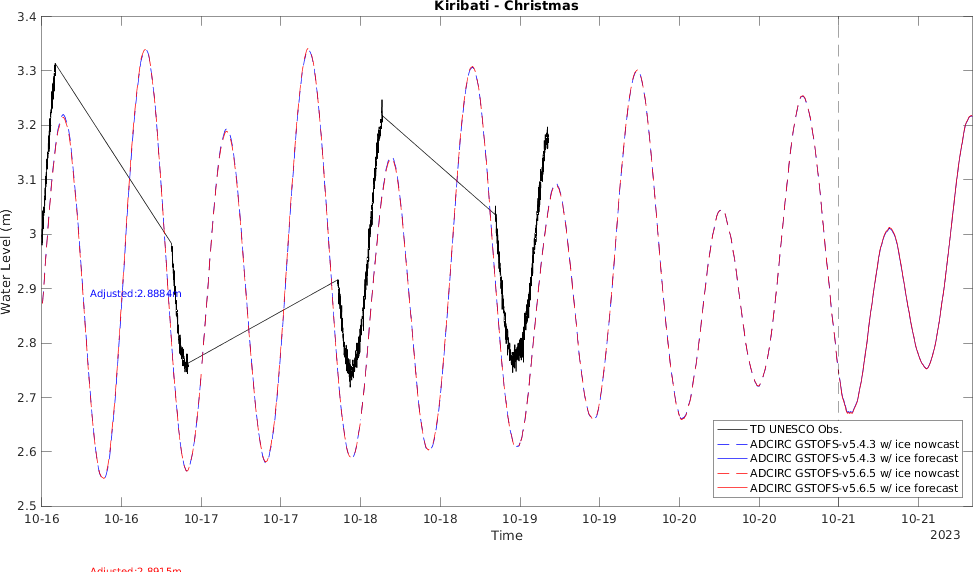 Kiribati - Christmas
3.4
3.3
3.2
3.1
3
2.9
2.8
2.7
2.6
2.5
Water Level (m)
Adjusted:2.8884m
TD UNESCO Obs.
ADCIRC GSTOFS-v5.4.3 w/ ice nowcast
ADCIRC GSTOFS-v5.4.3 w/ ice forecast
ADCIRC GSTOFS-v5.6.5 w/ ice nowcast
ADCIRC GSTOFS-v5.6.5 w/ ice forecast
10-16 10-16 10-17 10-17 10-18 10-18 10-19 10-19 10-20 10-20 10-21 10-21
Time
2023
Adjusted:2.8915m